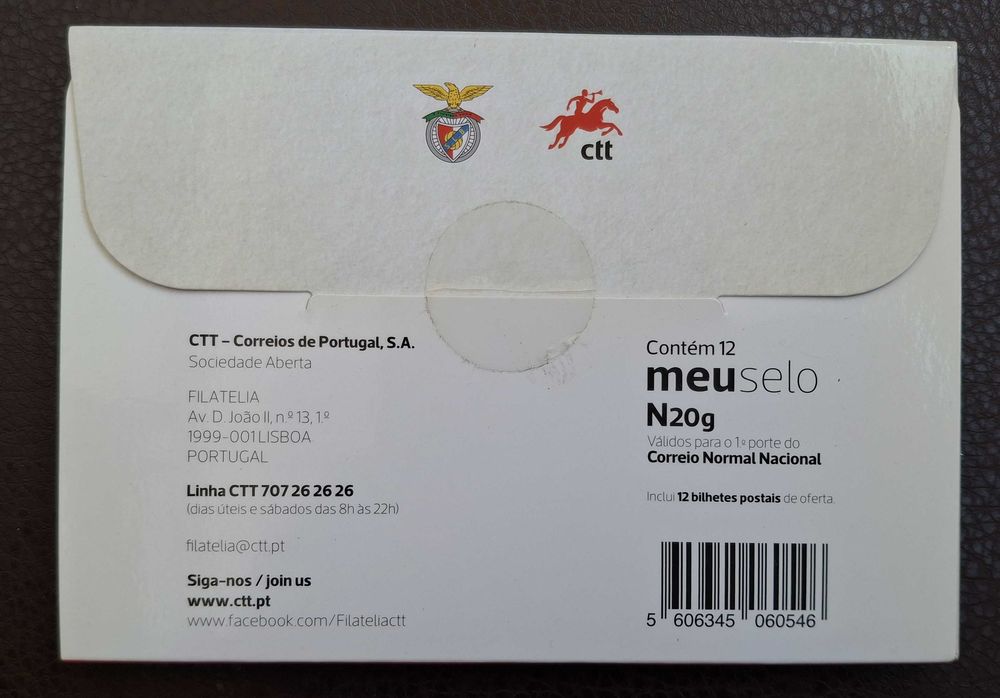 ctt
CTT – Correios de Portugal, S.A.
Sociedade Aberta
FILATELIA
Av. D. João II, n.º 13, 1.º
1999-001 LISBOA
PORTUGAL
Linha CTT 707 26 26 26
(dias úteis e sábados das 8h às 22h)
filatelia@ctt.pt
Siga-nos / join us
www.ctt.pt
www.facebook.com/Filateliactt
Contém 12
meuselo
N20g
Válidos para o 1.º porte do
Correio Normal Nacional
Inclui 12 bilhetes postais de oferta.
5 606345 060546